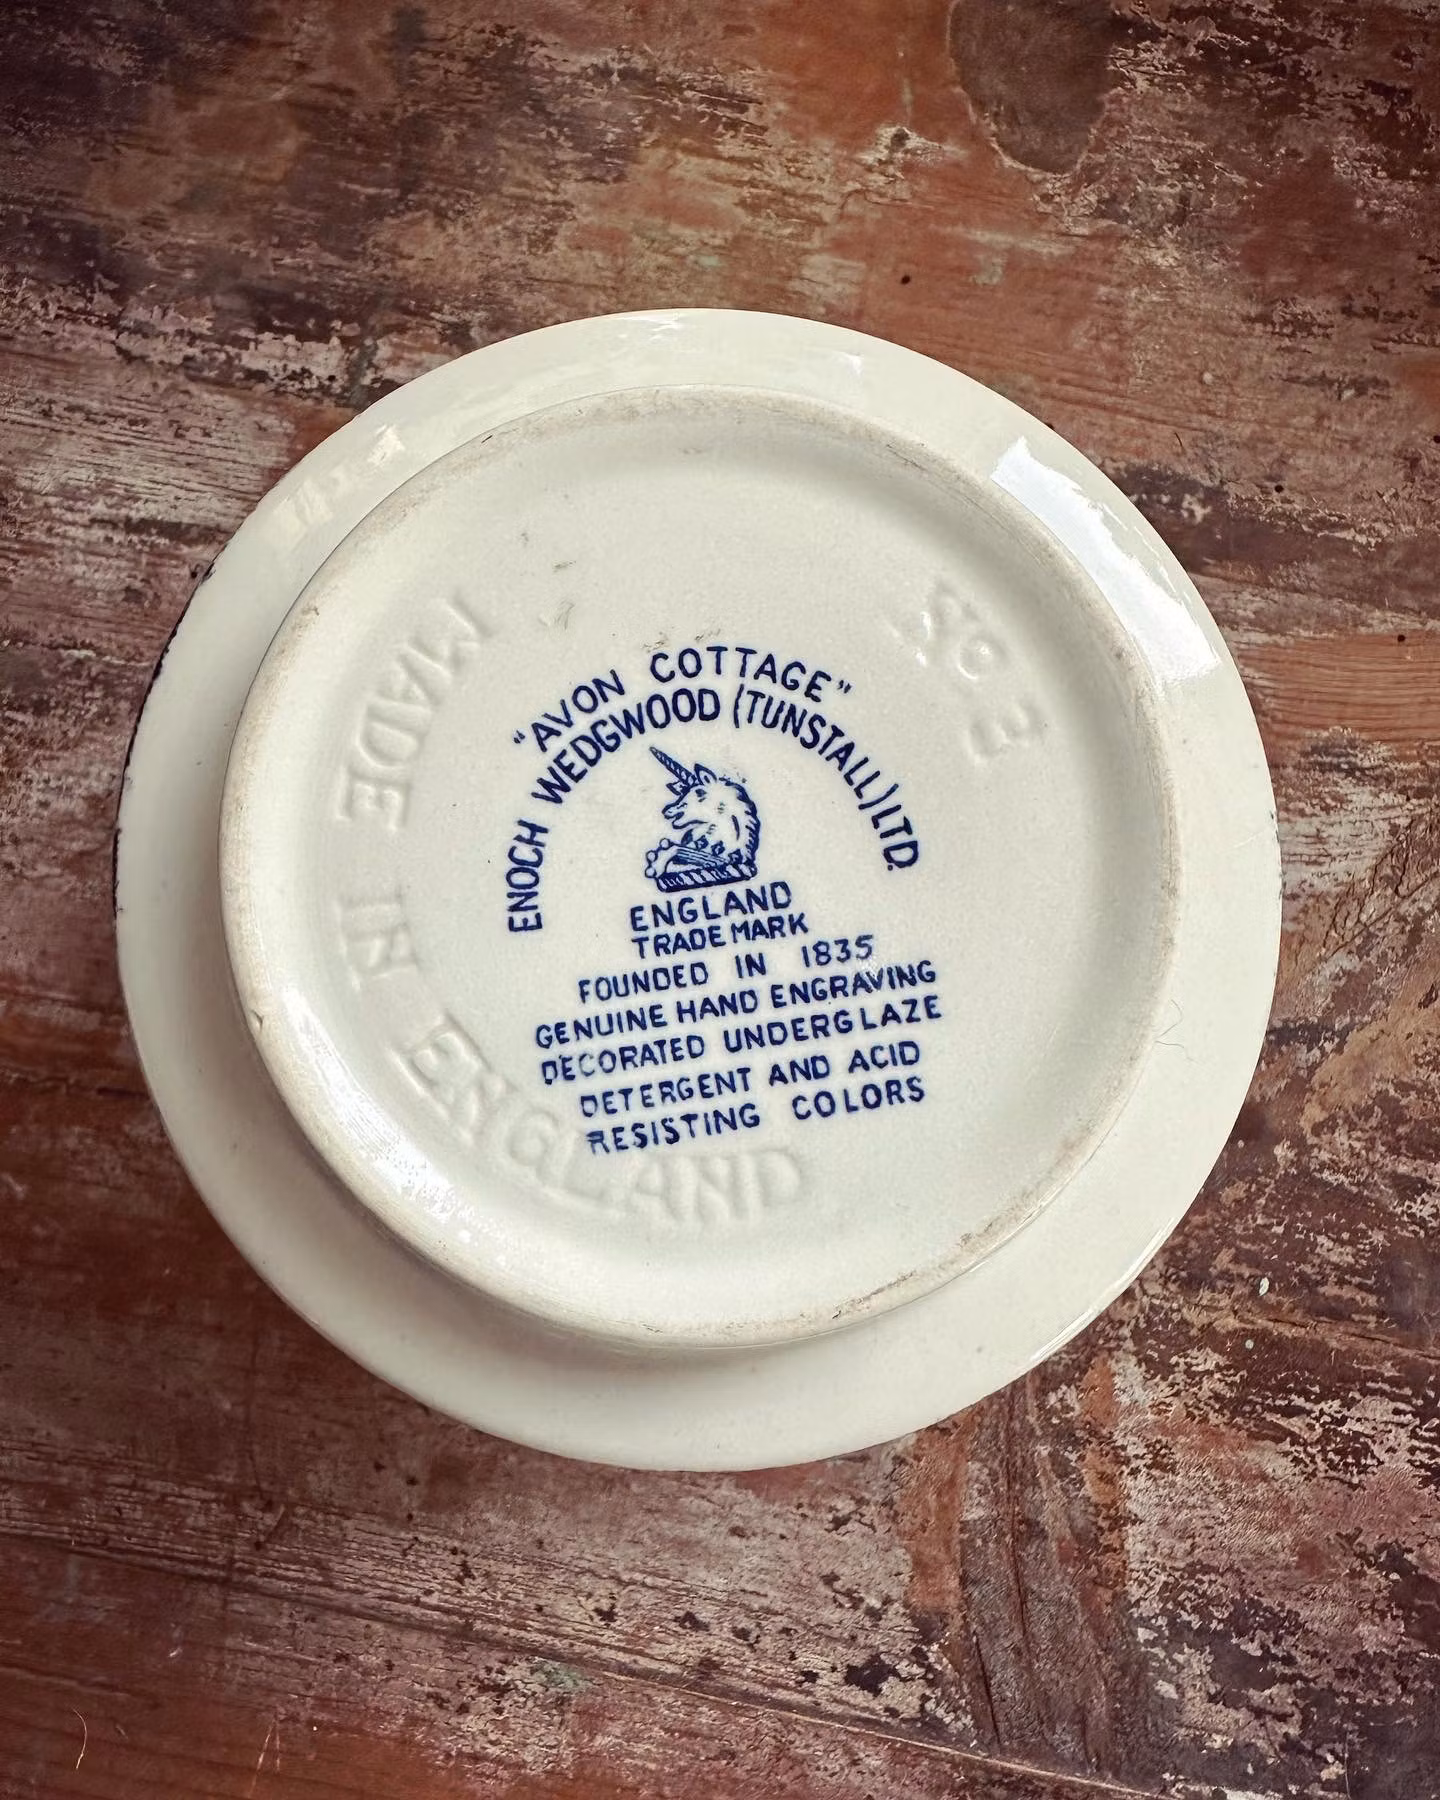 "AVON COTTAGE"
ENOCH WEDGWOOD (TUNSTALL) LTD.
ENGLAND
TRADE MARK
FOUNDED IN 1835
GENUINE HAND ENGRAVING
DECORATED UNDERGLAZE
DETERGENT AND ACID
RESISTING COLORS
MADE IN ENGLAND